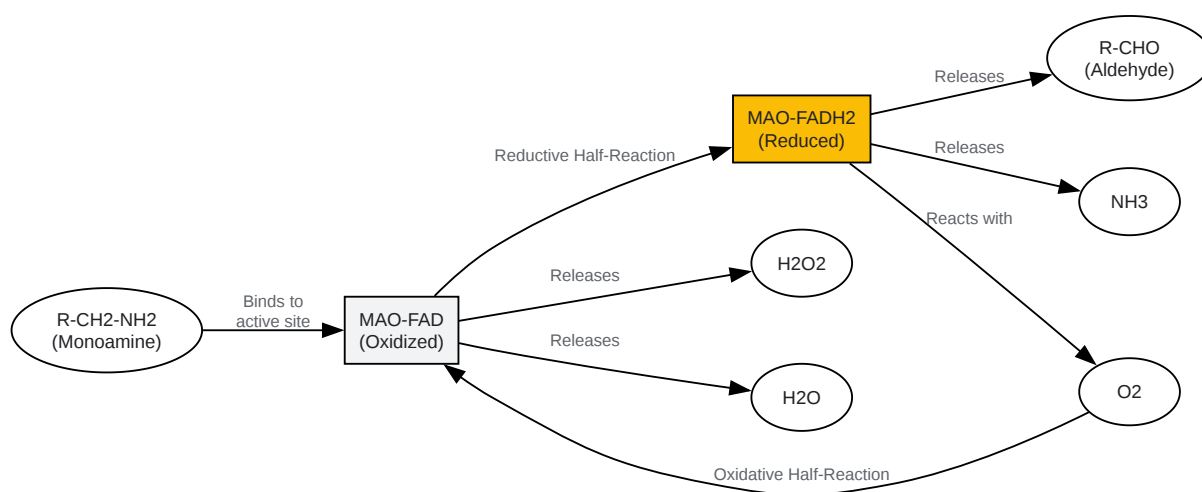 R-CHO
(Aldehyde)
Releases
MAO-FADH2
(Reduced)
Reductive Half-Reaction
Releases
NH3
Reacts with
H2O2
Releases
Binds to
active site
R-CH2-NH2
(Monoamine)
MAO-FAD
(Oxidized)
Releases
H2O
O2
Oxidative Half-Reaction